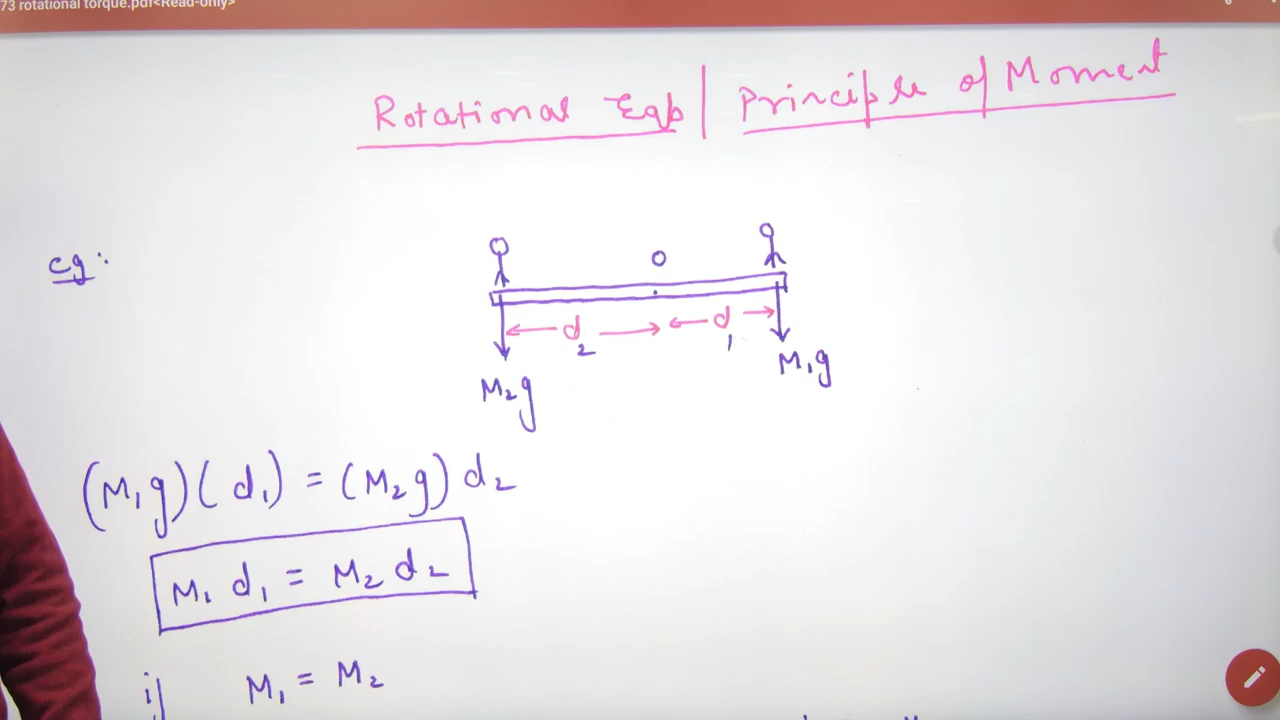 73 rotational torque.pdf<Read-only>
Rotational Eqb | Principle of Moment
eg:
O
d2 d1
M2g M1g
(M1g)(d1) = (M2g) d2
M1 d1 = M2 d2
if M1 = M2